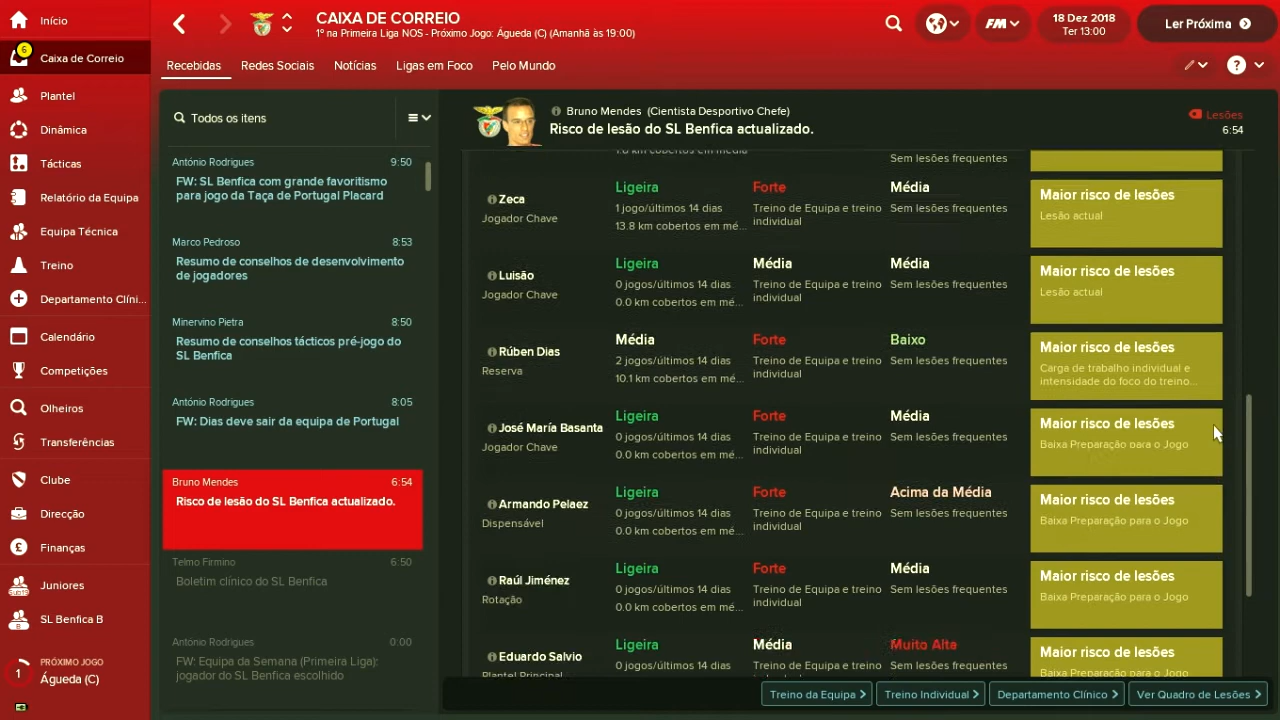 Início
6
Caixa de Correio
Plantel
Dinâmica
Tácticas
Relatório da Equipa
Equipa Técnica
Treino
Departamento Clíni...
Calendário
Competições
Olheiros
Transferências
Clube
Direcção
Finanças
Juniores
SL Benfica B
B
1
PRÓXIMO JOGO
Águeda (C)
CAIXA DE CORREIO
1º na Primeira Liga NOS - Próximo Jogo: Águeda (C) (Amanhã às 19:00)
FM
18 Dez 2018
Ter 13:00
Ler Próxima
Recebidas
Redes Sociais
Notícias
Ligas em Foco
Pelo Mundo
?
Todos os itens
António Rodrigues 9:50
FW: SL Benfica com grande favoritismo
para jogo da Taça de Portugal Placard
Marco Pedroso 8:53
Resumo de conselhos de desenvolvimento
de jogadores
Minervino Pietra 8:50
Resumo de conselhos tácticos pré-jogo do
SL Benfica
António Rodrigues 8:05
FW: Dias deve sair da equipa de Portugal
Bruno Mendes 6:54
Risco de lesão do SL Benfica actualizado.
Telmo Firmino 6:50
Boletim clínico do SL Benfica
António Rodrigues 0:00
FW: Equipa da Semana (Primeira Liga):
jogador do SL Benfica escolhido
Bruno Mendes (Cientista Desportivo Chefe)
Risco de lesão do SL Benfica actualizado.
Lesões
6:54
Sem lesões frequentes
Zeca
Jogador Chave
Ligeira
1 jogo/últimos 14 dias
13.8 km cobertos em mé...
Forte
Treino de Equipa e treino
individual
Média
Sem lesões frequentes
Maior risco de lesões
Lesão actual
Luisão
Jogador Chave
Ligeira
0 jogos/últimos 14 dias
0.0 km cobertos em mé...
Média
Treino de Equipa e treino
individual
Média
Sem lesões frequentes
Maior risco de lesões
Lesão actual
Rúben Dias
Reserva
Média
2 jogos/últimos 14 dias
10.1 km cobertos em mé...
Forte
Treino de Equipa e treino
individual
Baixo
Sem lesões frequentes
Maior risco de lesões
Carga de trabalho individual e
intensidade do foco do treino...
José María Basanta
Jogador Chave
Ligeira
0 jogos/últimos 14 dias
0.0 km cobertos em mé...
Forte
Treino de Equipa e treino
individual
Média
Sem lesões frequentes
Maior risco de lesões
Baixa Preparação para o Jogo
Armando Pelaez
Dispensável
Ligeira
0 jogos/últimos 14 dias
0.0 km cobertos em mé...
Forte
Treino de Equipa e treino
individual
Acima da Média
Sem lesões frequentes
Maior risco de lesões
Baixa Preparação para o Jogo
Raúl Jiménez
Rotação
Ligeira
0 jogos/últimos 14 dias
0.0 km cobertos em mé...
Forte
Treino de Equipa e treino
individual
Média
Sem lesões frequentes
Maior risco de lesões
Baixa Preparação para o Jogo
Eduardo Salvio
Plantel Principal
Ligeira
0 jogos/últimos 14 dias
Média
Treino de Equipa e treino
Muito Alta
Sem lesões frequentes
Maior risco de lesões
Baixa Preparação para o Jogo
Treino da Equipa
Treino Individual
Departamento Clínico
Ver Quadro de Lesões